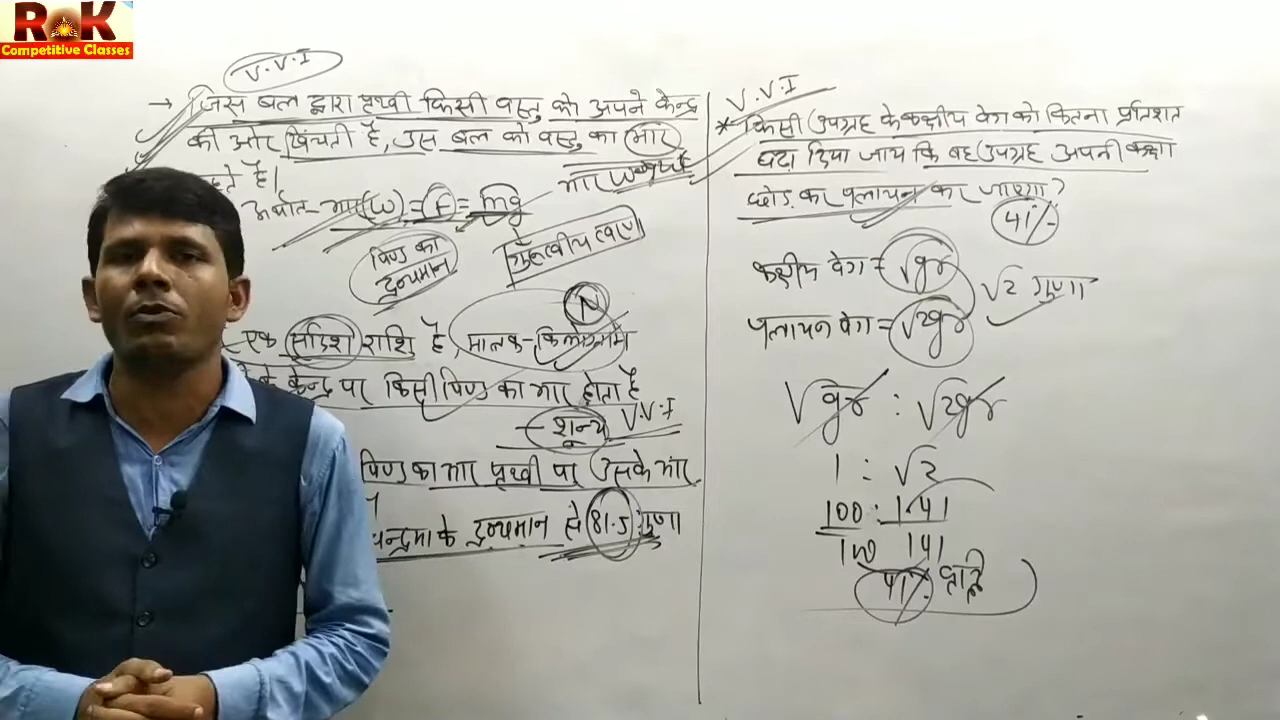 RK
Competitive Classes
V.V.I
→ जिस बल द्वारा पृथ्वी किसी वस्तु को अपने केन्द्र
की ओर खिंचती है, उस बल को वस्तु का भार
कहते है।
भार
अर्थात- भार (W) = F = mg
पिण्ड का
द्रव्यमान
गुरुत्वीय त्वरण
N
एक सदिश राशि है, मात्रक-किलोग्राम
के केन्द्र पर किसी पिण्ड का भार होता है
- शून्य V.V.I
पिण्ड का भार पृथ्वी पर उसके भार
चन्द्रमा के द्रव्यमान से 81.5 गुणा
V.V.I
* किसी उपग्रह के कक्षीय वेग को कितना प्रतिशत
बढ़ा दिया जाय कि वह उपग्रह अपनी कक्षा
छोड़ कर पलायन कर जाएगा?
41%
कक्षीय वेग = √gr
√2 गुणा
पलायन वेग = √2gr
√gr : √2gr
1 : √2
100 : 1.41
100 141
41%